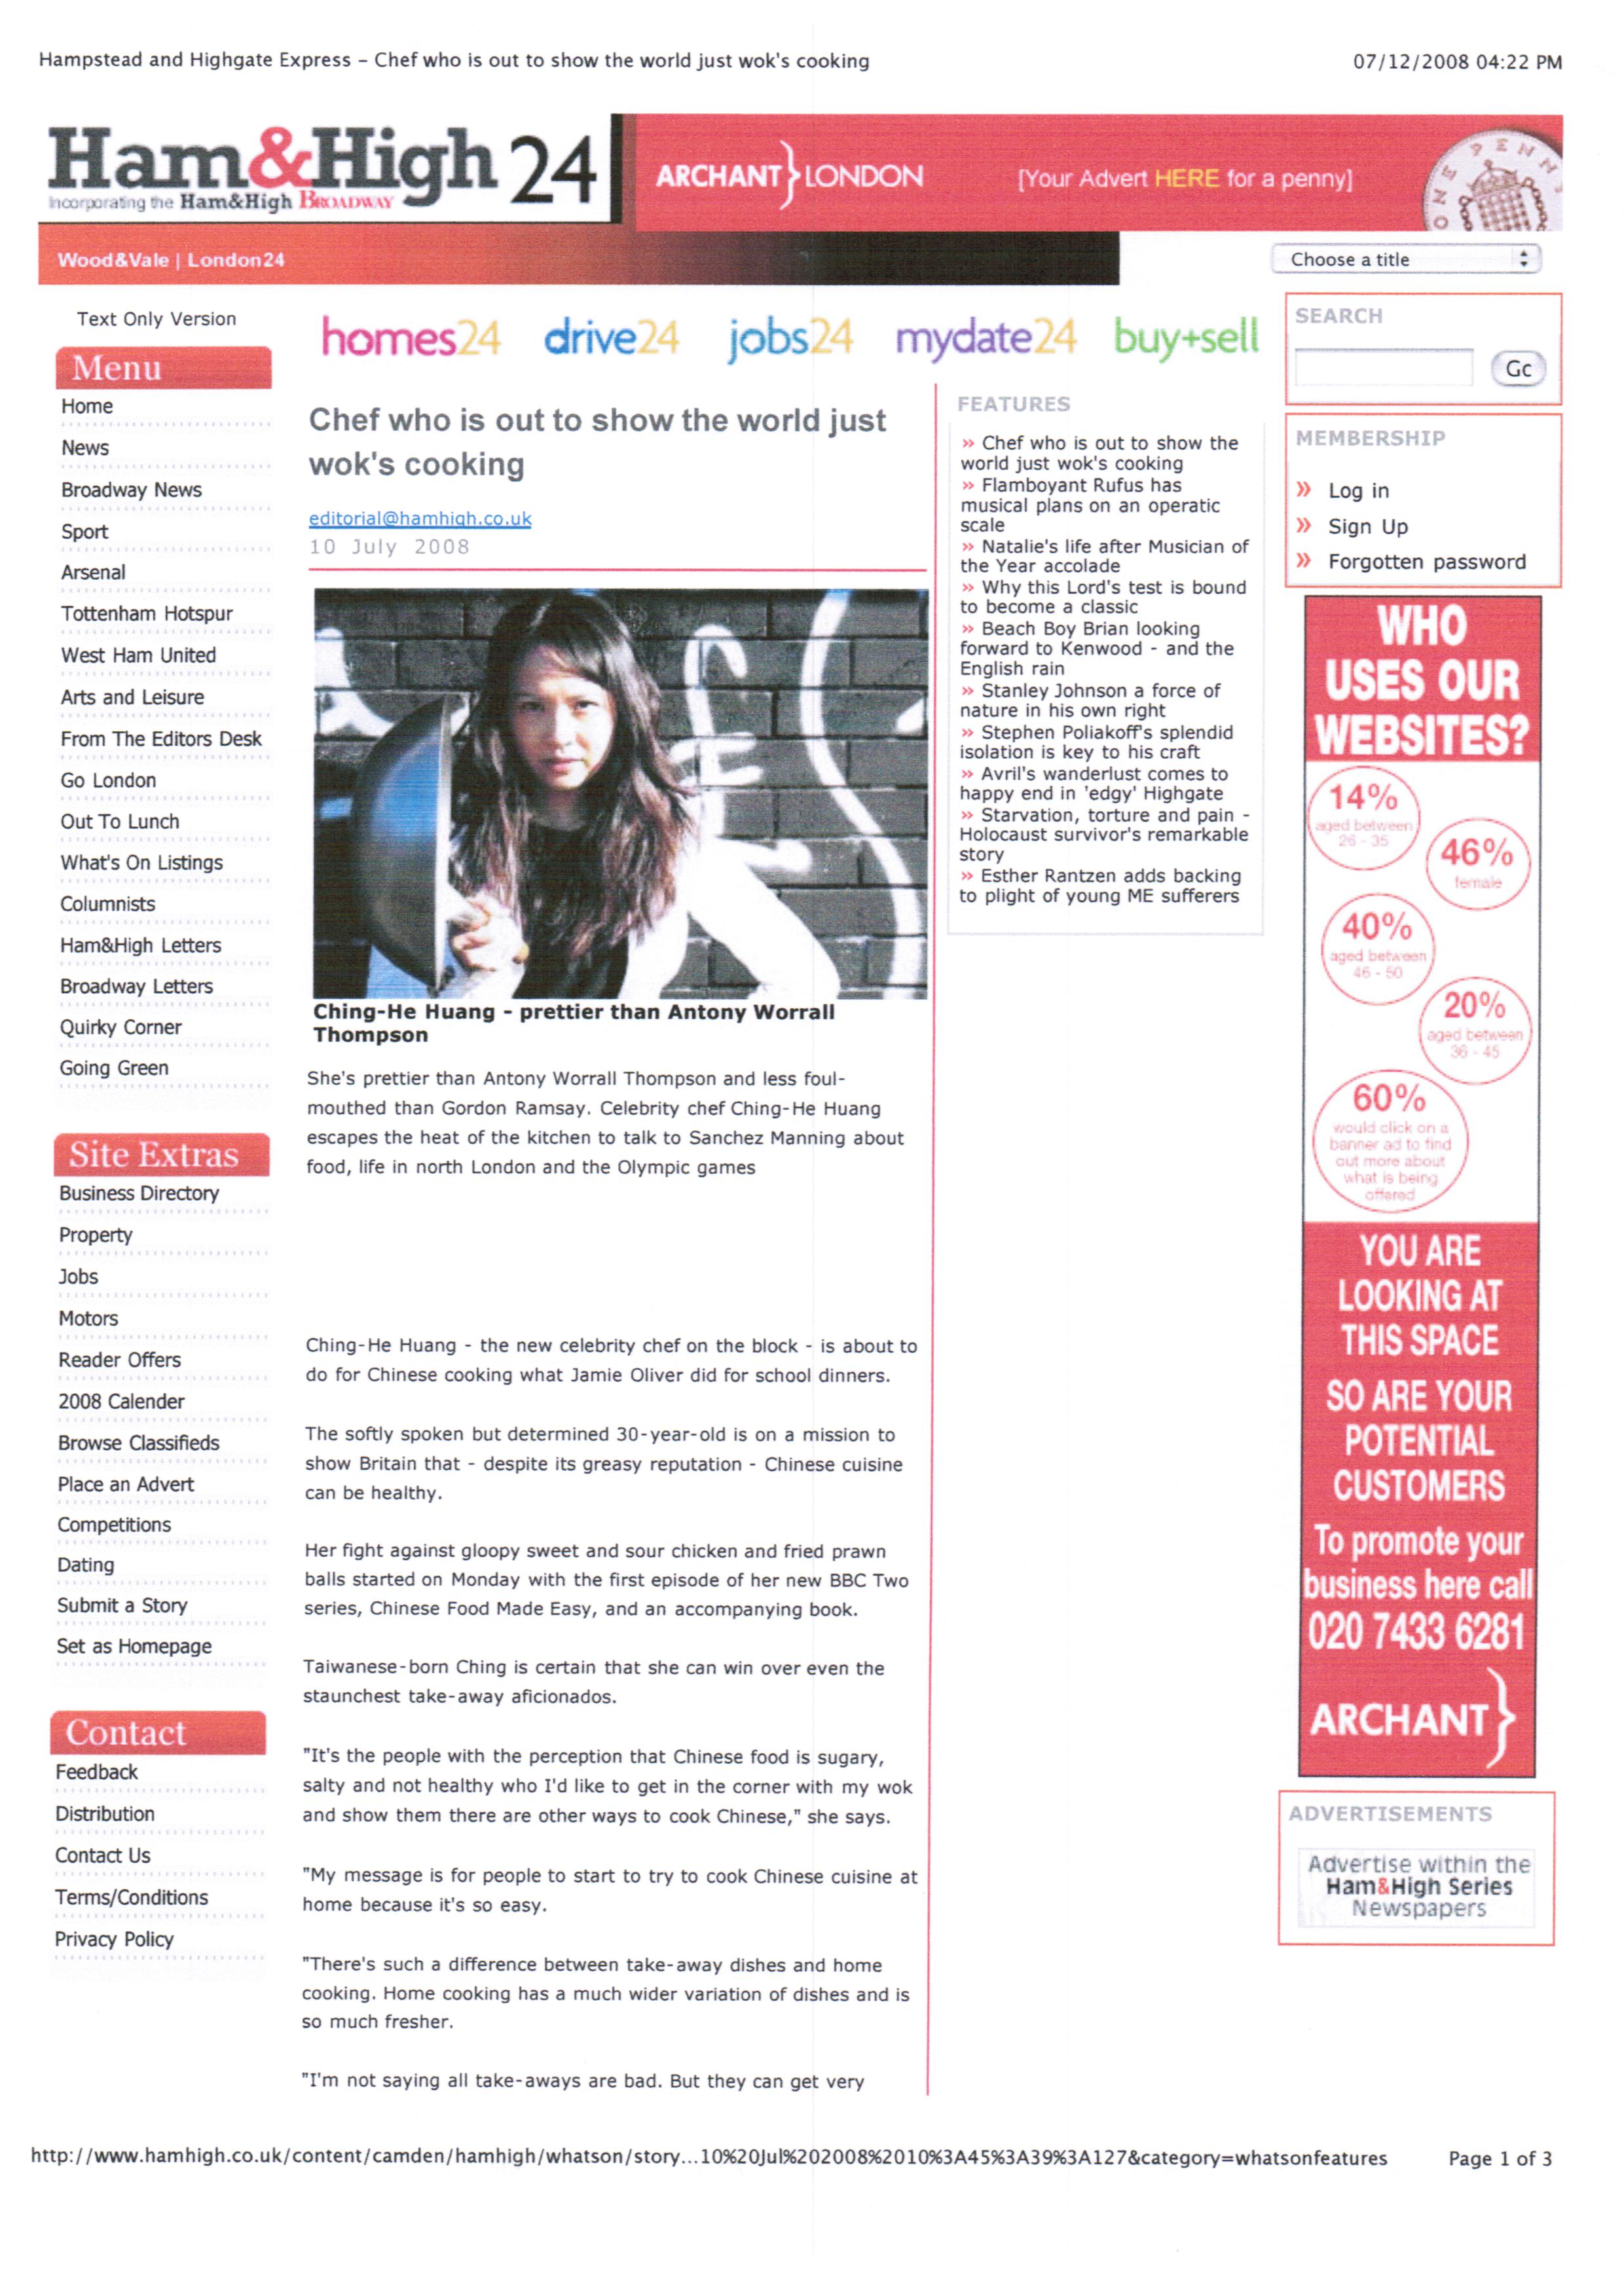 Hampstead and Highgate Express - Chef who is out to show the world just wok's cooking
07/12/2008 04:22 PM
Ham&High 24
Incorporating the Ham&High BROADWAY
ARCHANT} LONDON
[Your Advert HERE for a penny]
ONE PENNY
Wood&Vale | London24
Choose a title
Text Only Version
homes24 drive24 jobs24 mydate24 buy+sell
Menu
Home
News
Broadway News
Sport
Arsenal
Tottenham Hotspur
West Ham United
Arts and Leisure
From The Editors Desk
Go London
Out To Lunch
What's On Listings
Columnists
Ham&High Letters
Broadway Letters
Quirky Corner
Going Green
Site Extras
Business Directory
Property
Jobs
Motors
Reader Offers
2008 Calender
Browse Classifieds
Place an Advert
Competitions
Dating
Submit a Story
Set as Homepage
Contact
Feedback
Distribution
Contact Us
Terms/Conditions
Privacy Policy
Chef who is out to show the world just
wok's cooking
editorial@hamhigh.co.uk
10 July 2008
Ching-He Huang - prettier than Antony Worrall
Thompson
She's prettier than Antony Worrall Thompson and less foul-
mouthed than Gordon Ramsay. Celebrity chef Ching-He Huang
escapes the heat of the kitchen to talk to Sanchez Manning about
food, life in north London and the Olympic games
Ching-He Huang - the new celebrity chef on the block - is about to
do for Chinese cooking what Jamie Oliver did for school dinners.
The softly spoken but determined 30-year-old is on a mission to
show Britain that - despite its greasy reputation - Chinese cuisine
can be healthy.
Her fight against gloopy sweet and sour chicken and fried prawn
balls started on Monday with the first episode of her new BBC Two
series, Chinese Food Made Easy, and an accompanying book.
Taiwanese-born Ching is certain that she can win over even the
staunchest take-away aficionados.
"It's the people with the perception that Chinese food is sugary,
salty and not healthy who I'd like to get in the corner with my wok
and show them there are other ways to cook Chinese," she says.
"My message is for people to start to try to cook Chinese cuisine at
home because it's so easy.
"There's such a difference between take-away dishes and home
cooking. Home cooking has a much wider variation of dishes and is
so much fresher.
"I'm not saying all take-aways are bad. But they can get very
FEATURES
» Chef who is out to show the
world just wok's cooking
» Flamboyant Rufus has
musical plans on an operatic
scale
» Natalie's life after Musician of
the Year accolade
» Why this Lord's test is bound
to become a classic
» Beach Boy Brian looking
forward to Kenwood - and the
English rain
» Stanley Johnson a force of
nature in his own right
» Stephen Poliakoff's splendid
isolation is key to his craft
» Avril's wanderlust comes to
happy end in 'edgy' Highgate
» Starvation, torture and pain -
Holocaust survivor's remarkable
story
» Esther Rantzen adds backing
to plight of young ME sufferers
SEARCH
Gc
MEMBERSHIP
» Log in
» Sign Up
» Forgotten password
WHO
USES OUR
WEBSITES?
14%
aged between
26 - 35
46%
female
40%
aged between
46 - 50
20%
aged between
36 - 45
60%
would click on a
banner ad to find
out more about
what is being
offered
YOU ARE
LOOKING AT
THIS SPACE
SO ARE YOUR
POTENTIAL
CUSTOMERS
To promote your
business here call
020 7433 6281
ARCHANT}
ADVERTISEMENTS
Advertise within the
Ham&High Series
Newspapers
http://www.hamhigh.co.uk/content/camden/hamhigh/whatson/story...10%20Jul%202008%2010%3A45%3A39%3A127&category=whatsonfeatures
Page 1 of 3